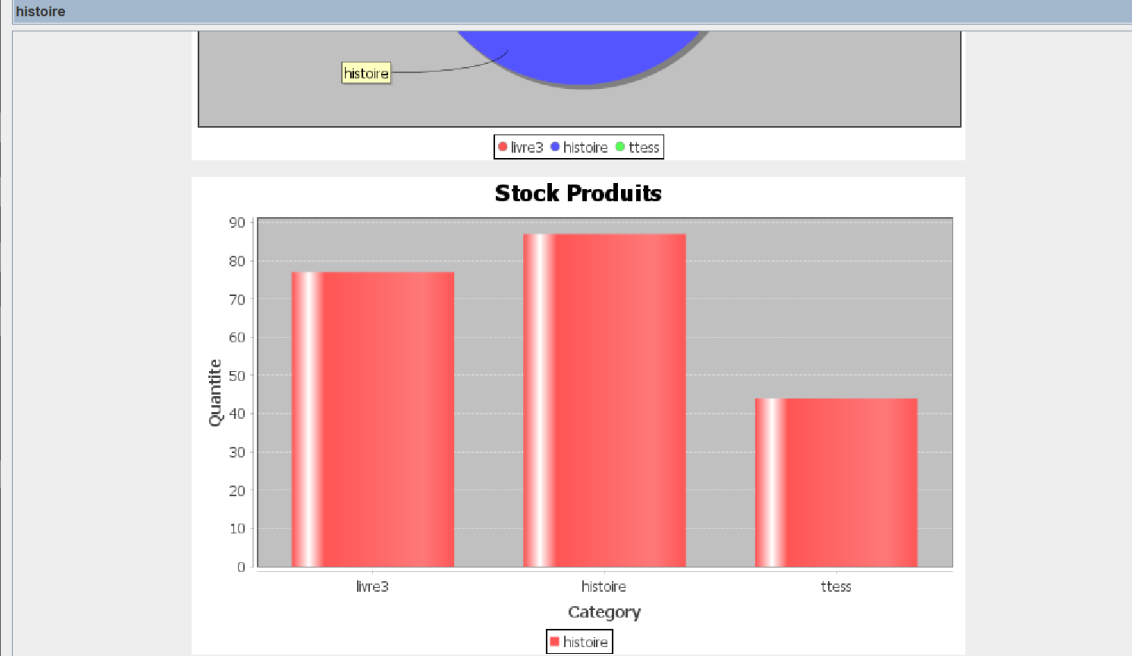 histoire
histoire
livre3 histoire ttess
Stock Produits
90
80
70
60
50
40
30
20
10
0
Quantite
livre3 histoire ttess
Category
histoire